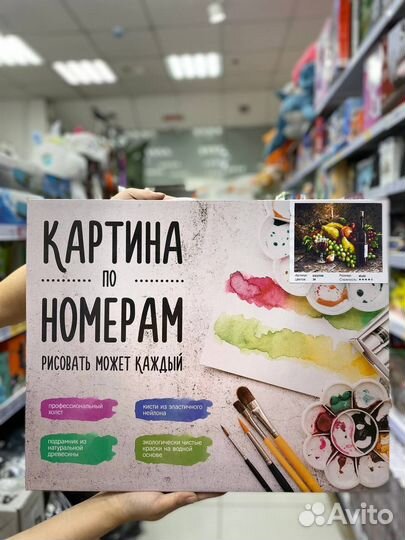 КАРТИНА
ПО
НОМЕРАМ
РИСОВАТЬ МОЖЕТ КАЖДЫЙ
профессиональный
холст
кисти из эластичного
нейлона
подрамник из
натуральной
древесины
экологически чистые
краски на водной
основе
Avito